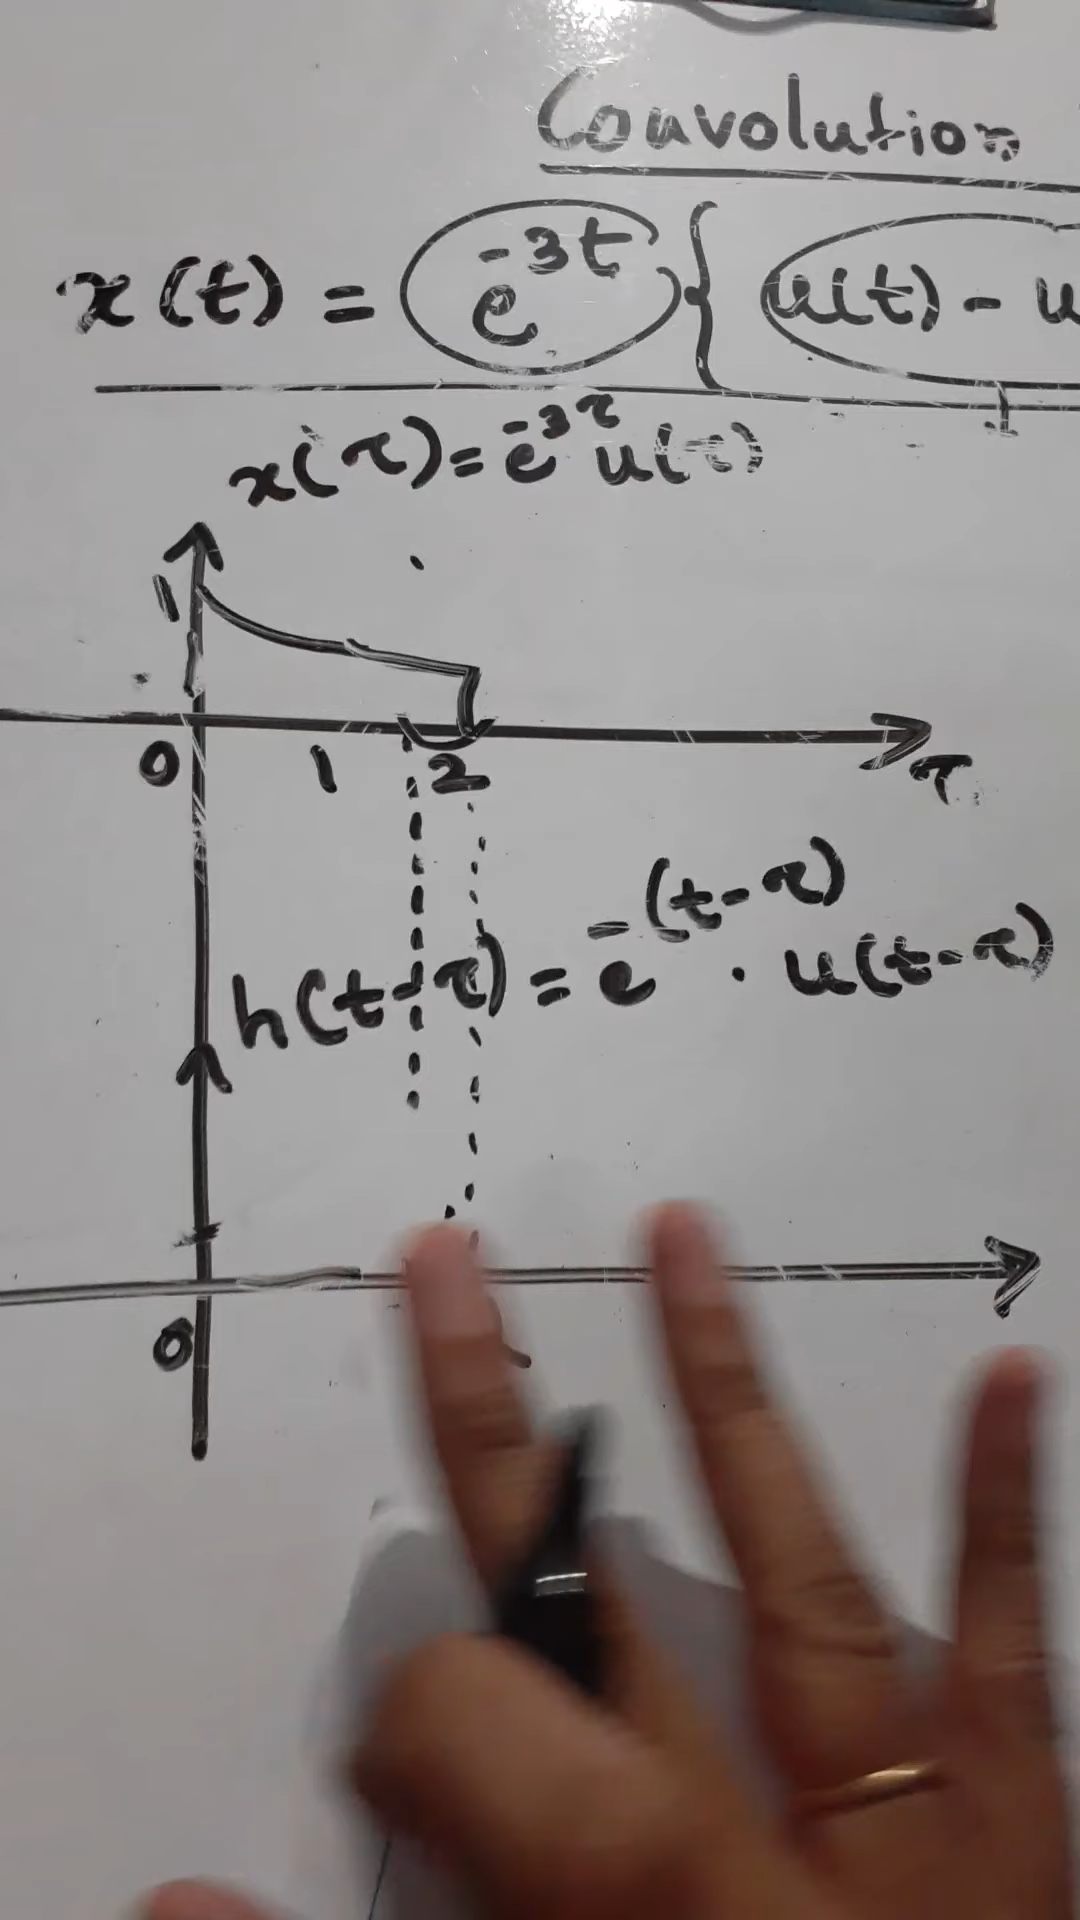 Convolution
x(t) = e^{-3t} { u(t) - u
x(τ) = e^{-3τ} u(τ)
1
0 1 2 τ
h(t-τ) = e^{-(t-τ)} . u(t-τ)
0